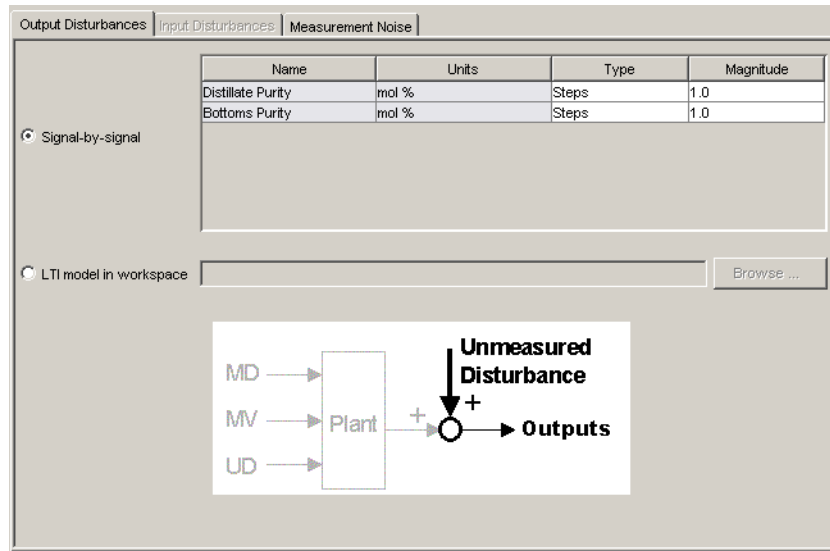 Output Disturbances Input Disturbances Measurement Noise
Name Units Type Magnitude
Distillate Purity mol % Steps 1.0
Bottoms Purity mol % Steps 1.0
Signal-by-signal
LTI model in workspace Browse ...
Unmeasured
Disturbance
MD
+
MV Plant + Outputs
UD